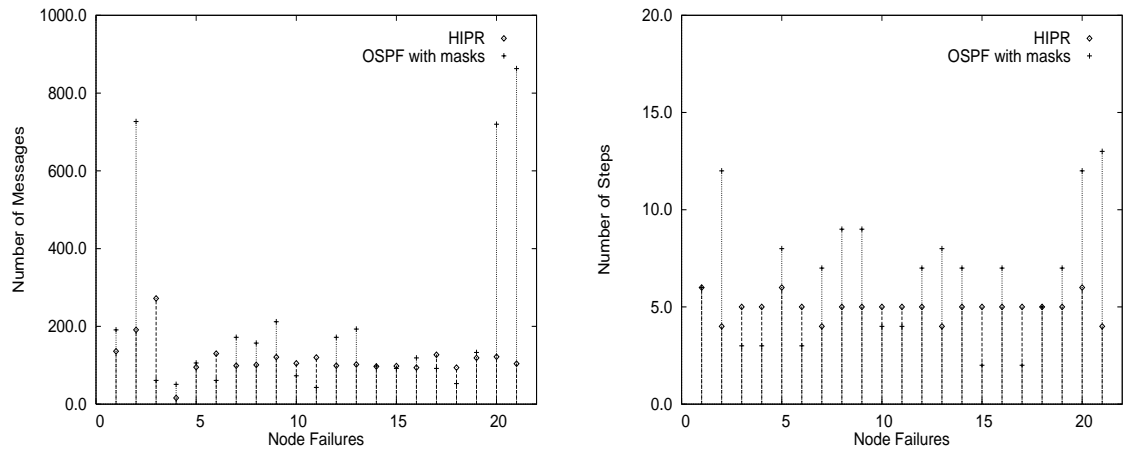 1000.0
800.0
600.0
400.0
200.0
0.0
Number of Messages
HIPR
OSPF with masks
0
5
10
15
20
Node Failures
20.0
15.0
10.0
5.0
0.0
Number of Steps
HIPR
OSPF with masks
0
5
10
15
20
Node Failures